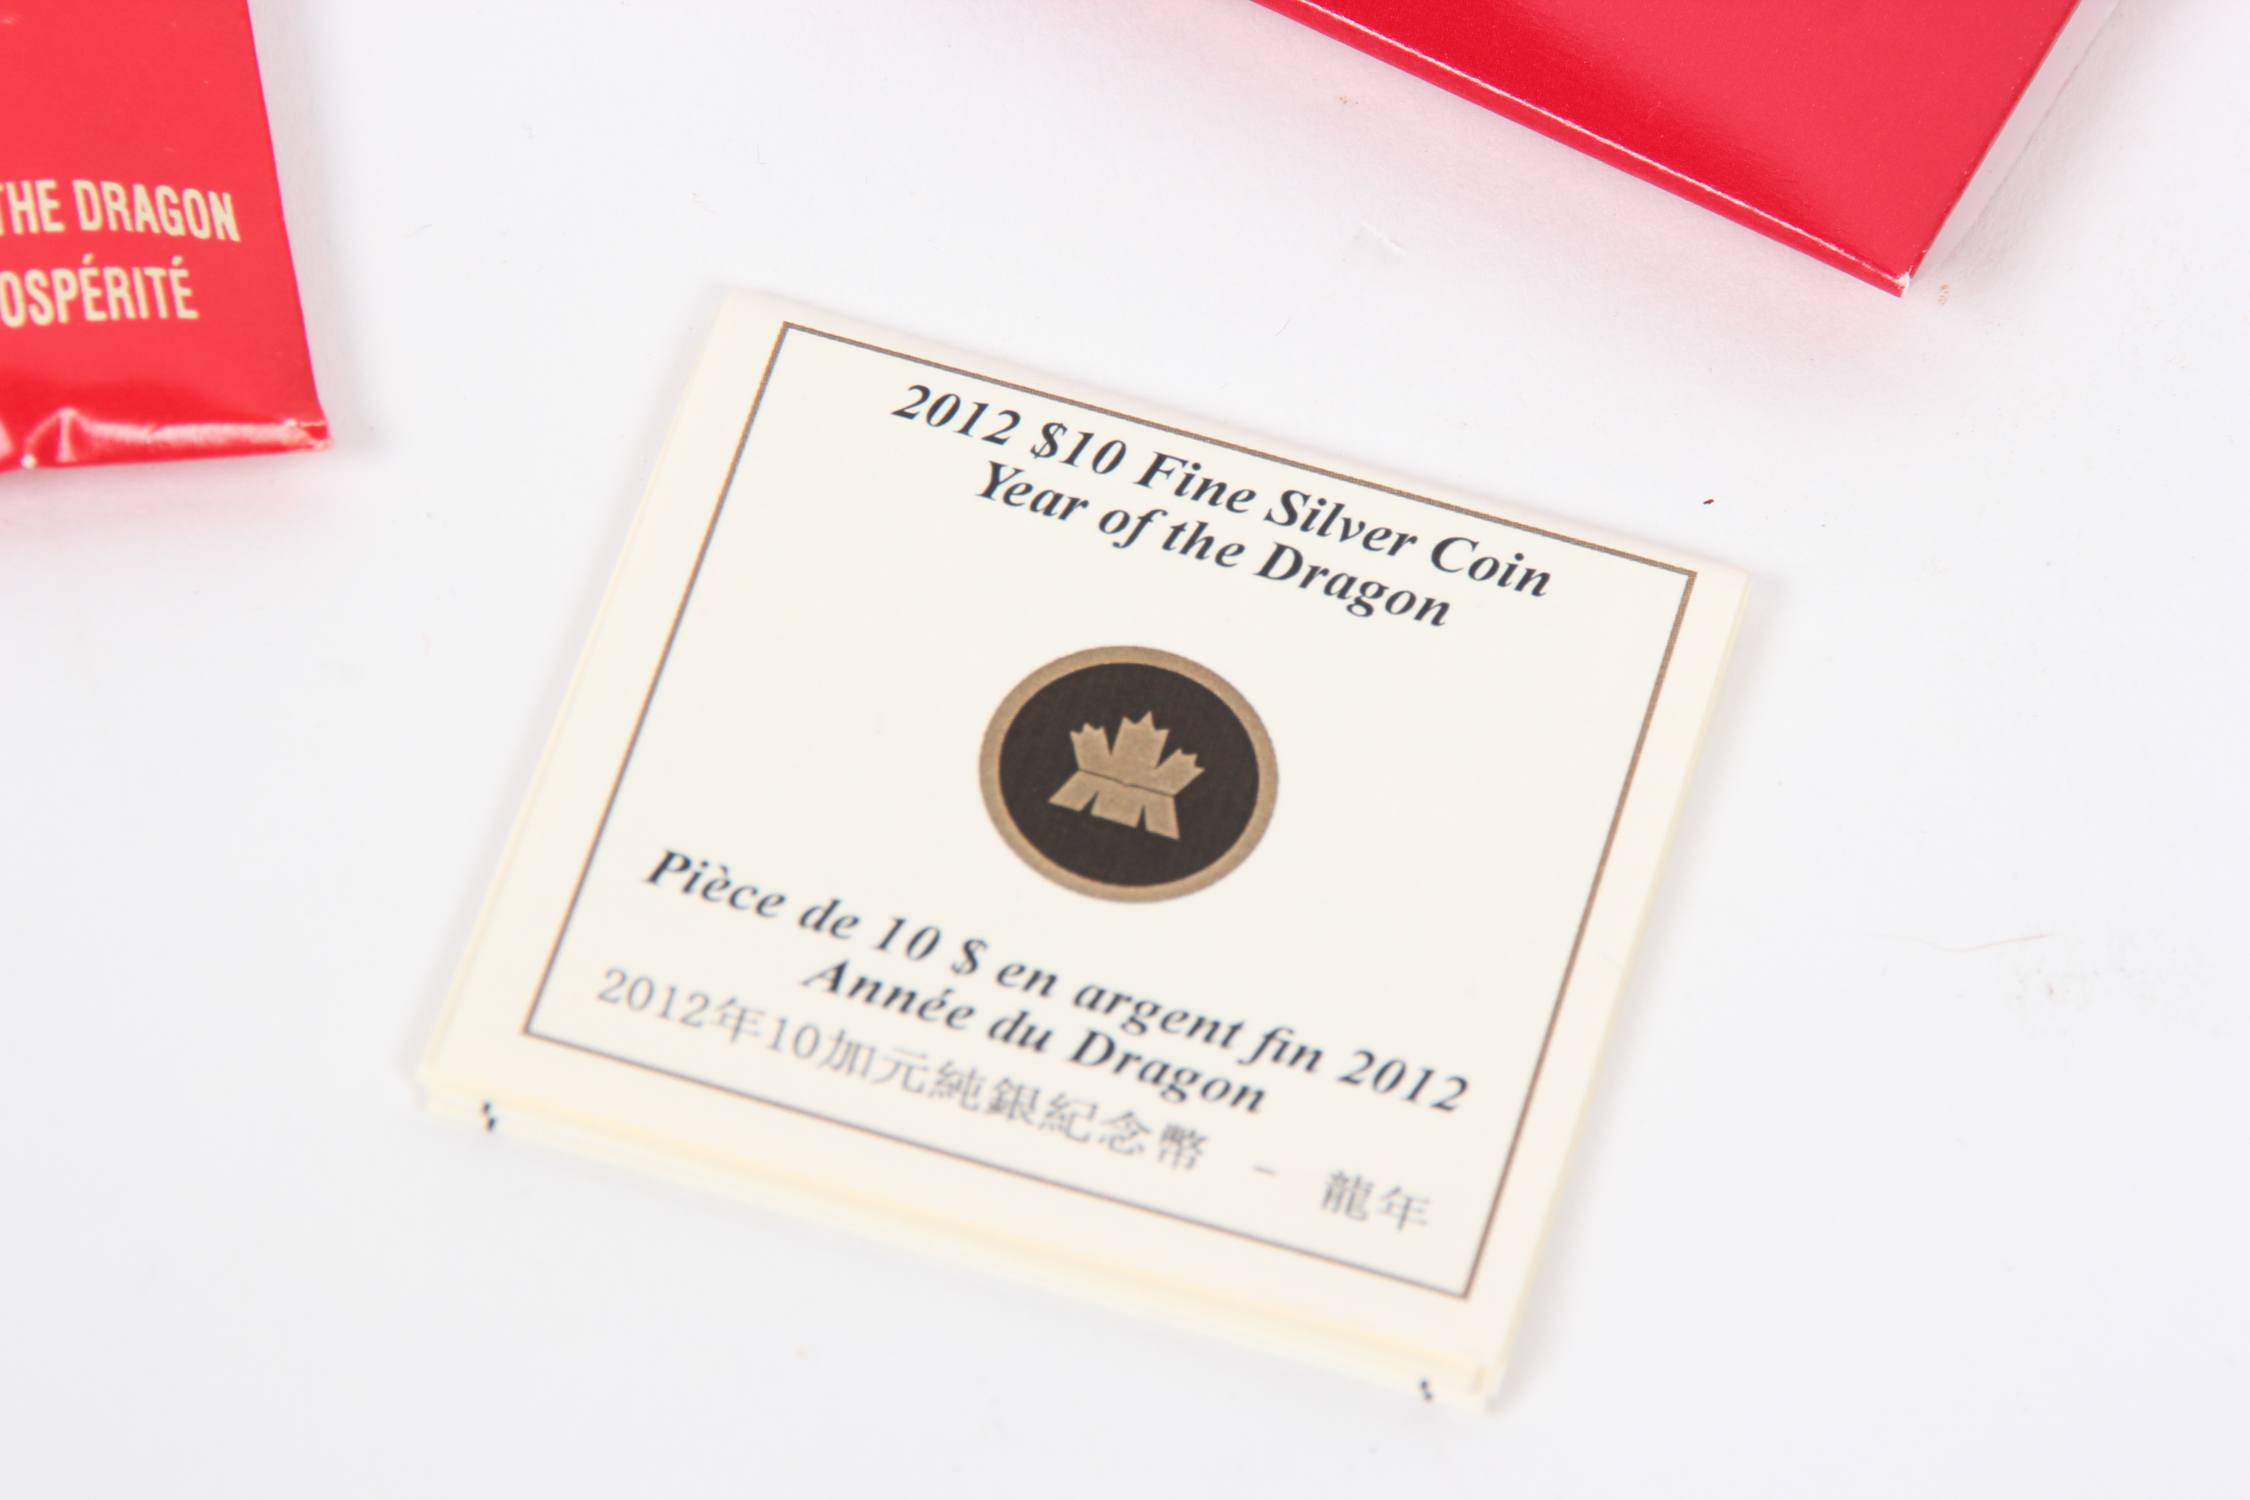 THE DRAGON
OSPÉRITÉ
2012 $10 Fine Silver Coin
Year of the Dragon
Pièce de 10 $ en argent fin 2012
Année du Dragon
2012年10加元純銀紀念幣 - 龍年